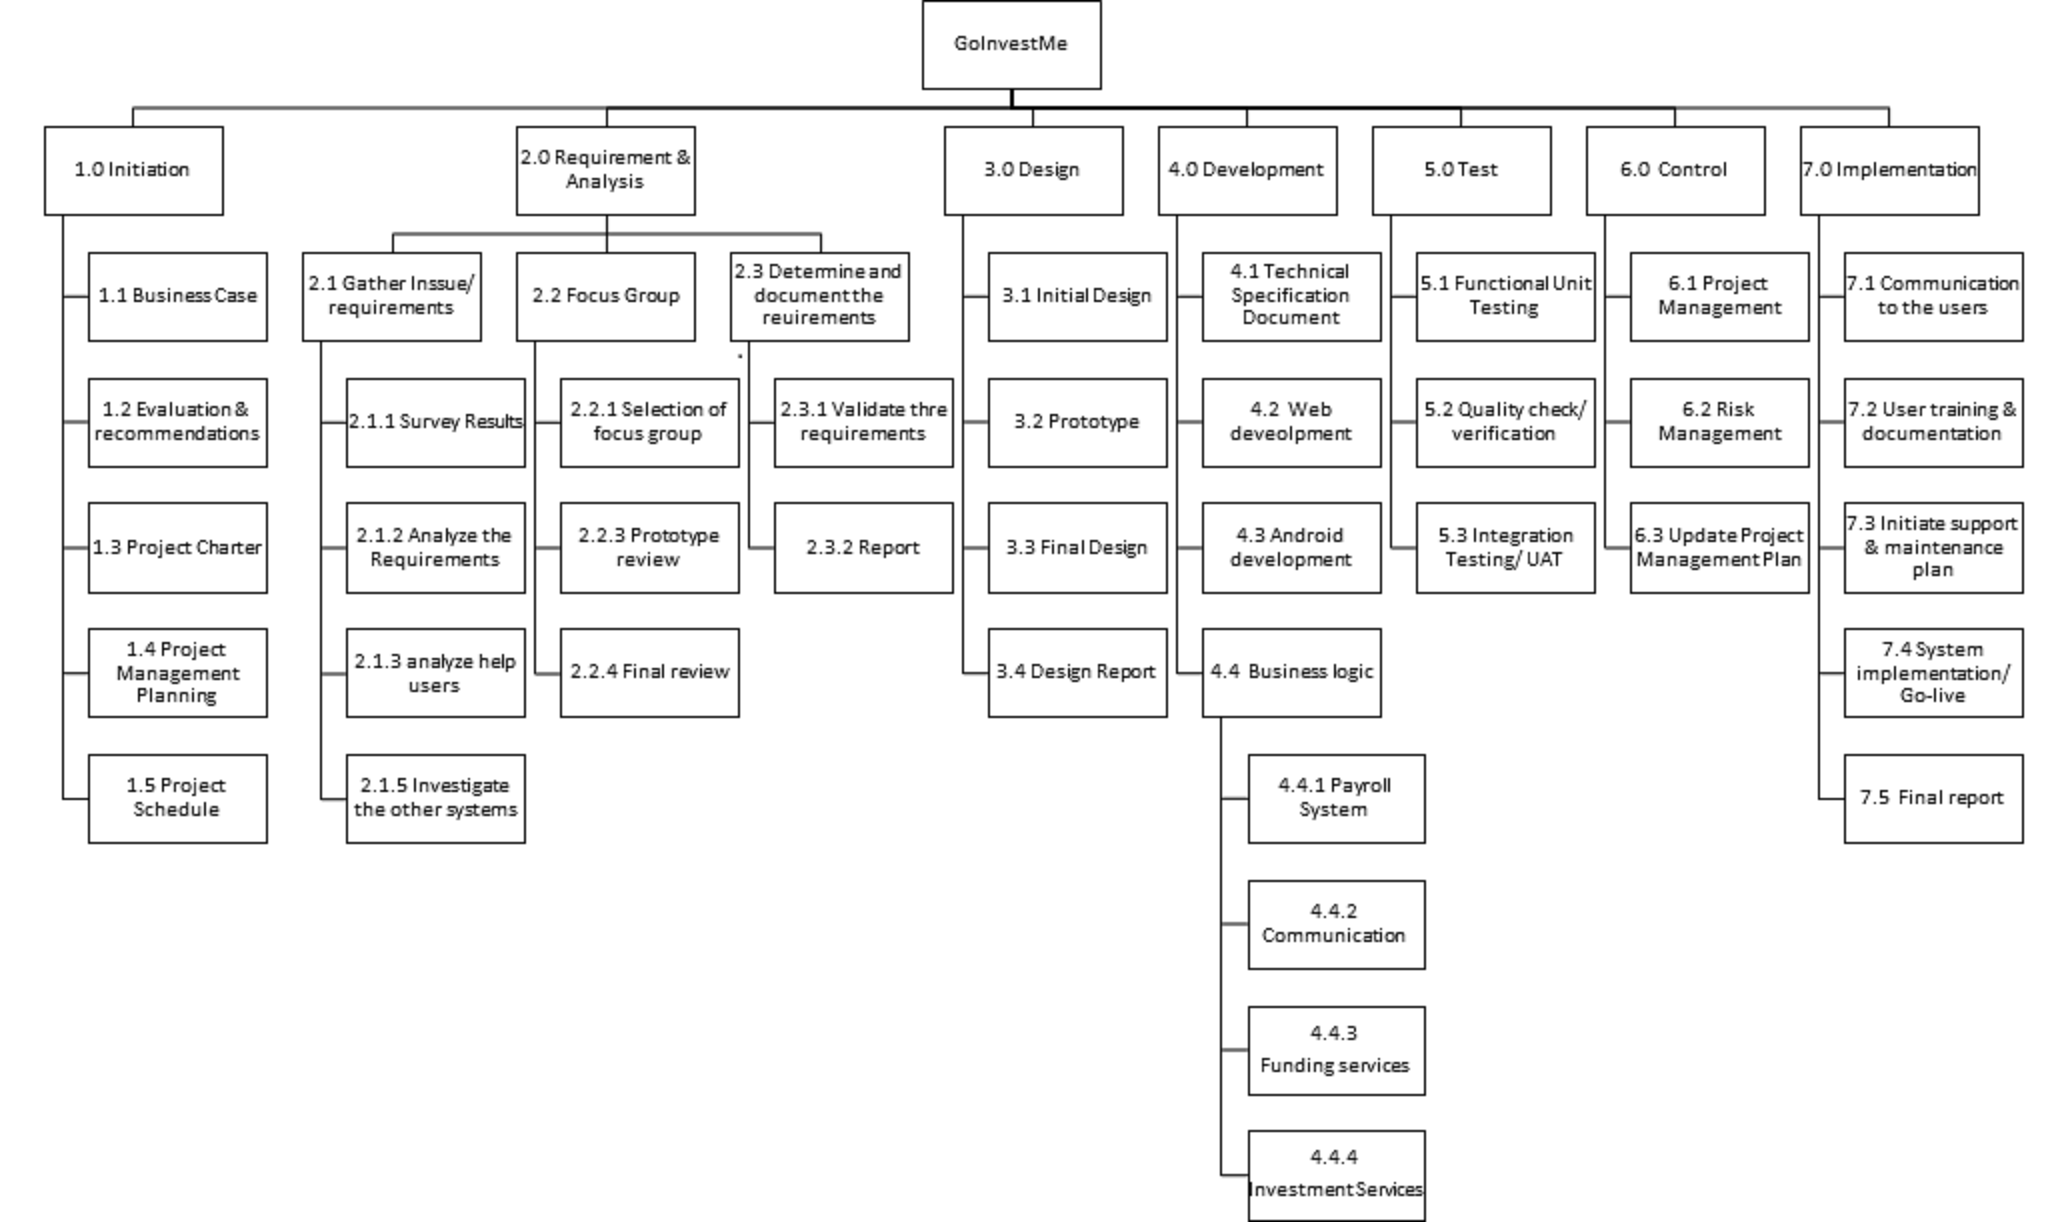 GoInvestMe
1.0 Initiation
2.0 Requirement &
Analysis
3.0 Design
4.0 Development
5.0 Test
6.0 Control
7.0 Implementation
1.1 Business Case
1.2 Evaluation &
recommendations
1.3 Project Charter
1.4 Project
Management
Planning
1.5 Project
Schedule
2.1 Gather Inssue/
requirements
2.1.1 Survey Results
2.1.2 Analyze the
Requirements
2.1.3 analyze help
users
2.1.5 Investigate
the other systems
2.2 Focus Group
2.2.1 Selection of
focus group
2.2.3 Prototype
review
2.2.4 Final review
2.3 Determine and
document the
reuirements
2.3.1 Validate thre
requirements
2.3.2 Report
3.1 Initial Design
3.2 Prototype
3.3 Final Design
3.4 Design Report
4.1 Technical
Specification
Document
4.2 Web
deveolpment
4.3 Android
development
4.4 Business logic
4.4.1 Payroll
System
4.4.2
Communication
4.4.3
Funding services
4.4.4
Investment Services
5.1 Functional Unit
Testing
5.2 Quality check/
verification
5.3 Integration
Testing/ UAT
6.1 Project
Management
6.2 Risk
Management
6.3 Update Project
Management Plan
7.1 Communication
to the users
7.2 User training &
documentation
7.3 Initiate support
& maintenance
plan
7.4 System
implementation/
Go-live
7.5 Final report